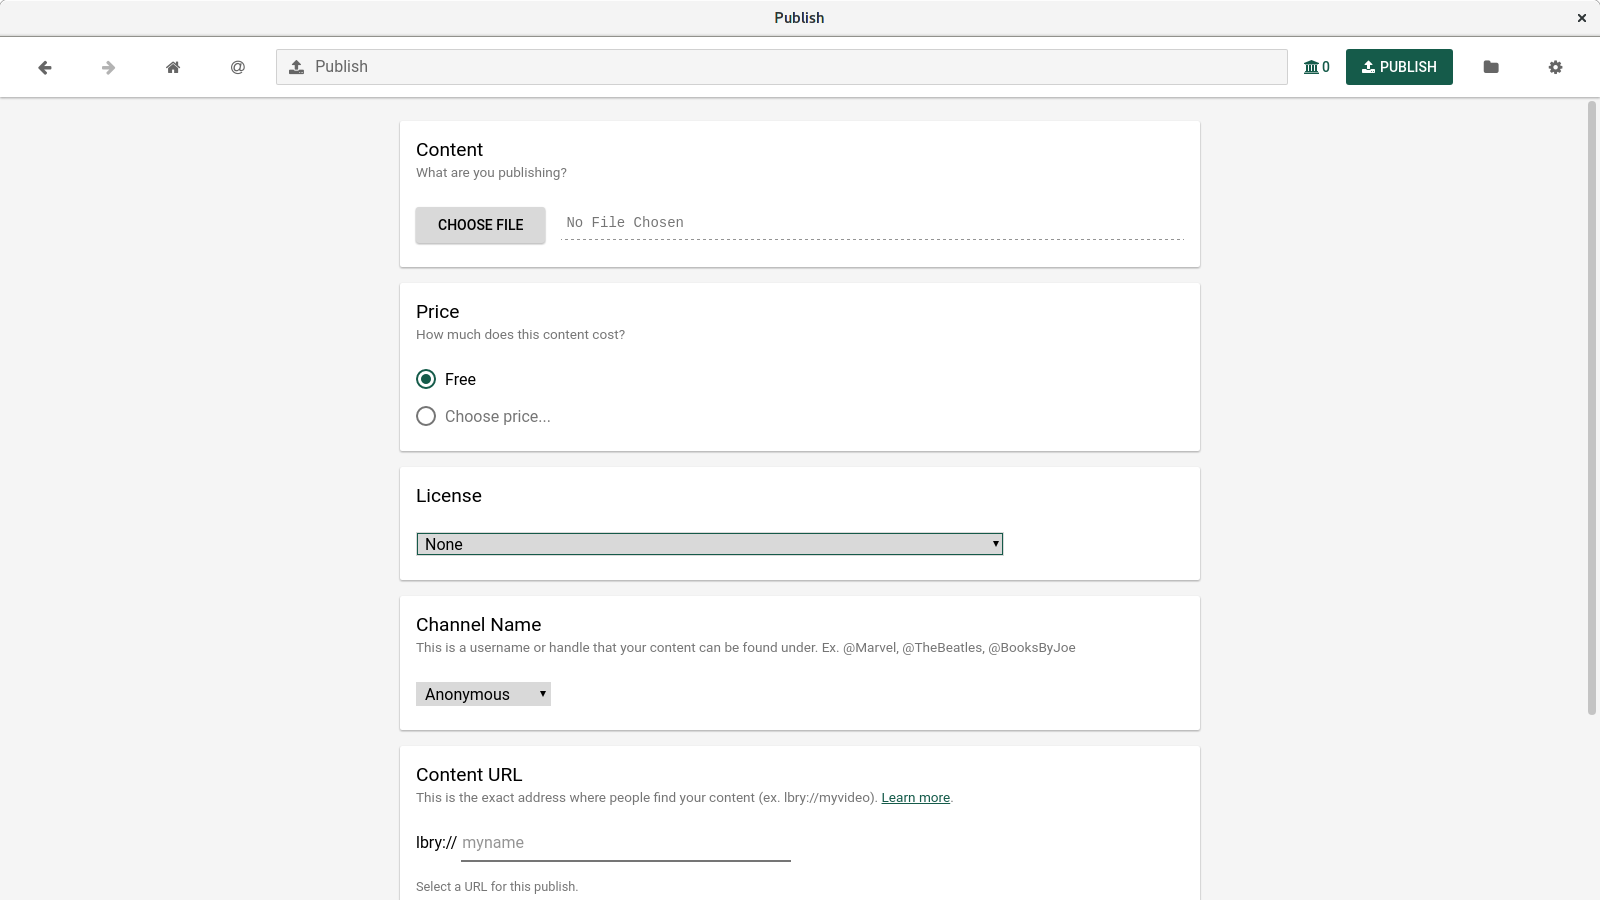 Publish
@ Publish 0 PUBLISH
Content
What are you publishing?
CHOOSE FILE No File Chosen
Price
How much does this content cost?
Free
Choose price...
License
None
Channel Name
This is a username or handle that your content can be found under. Ex. @Marvel, @TheBeatles, @BooksByJoe
Anonymous
Content URL
This is the exact address where people find your content (ex. lbry://myvideo). Learn more.
lbry:// myname
Select a URL for this publish.